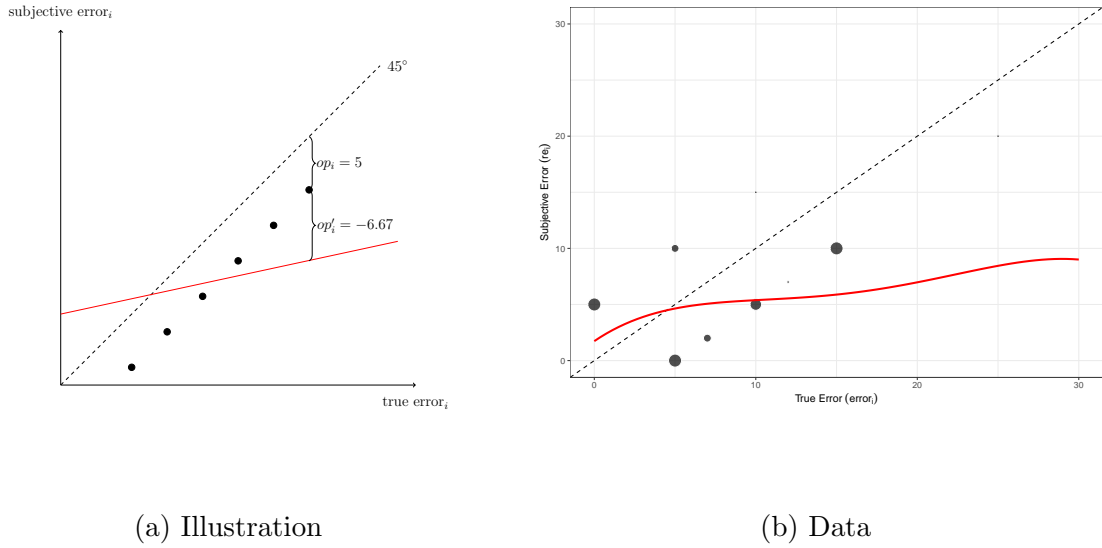 subjective error_i
45°
op_i = 5
op'_i = −6.67
true error_i
(a) Illustration
30
20
10
0
Subjective Error (re_i)
0
10
20
30
True Error (error_i)
(b) Data